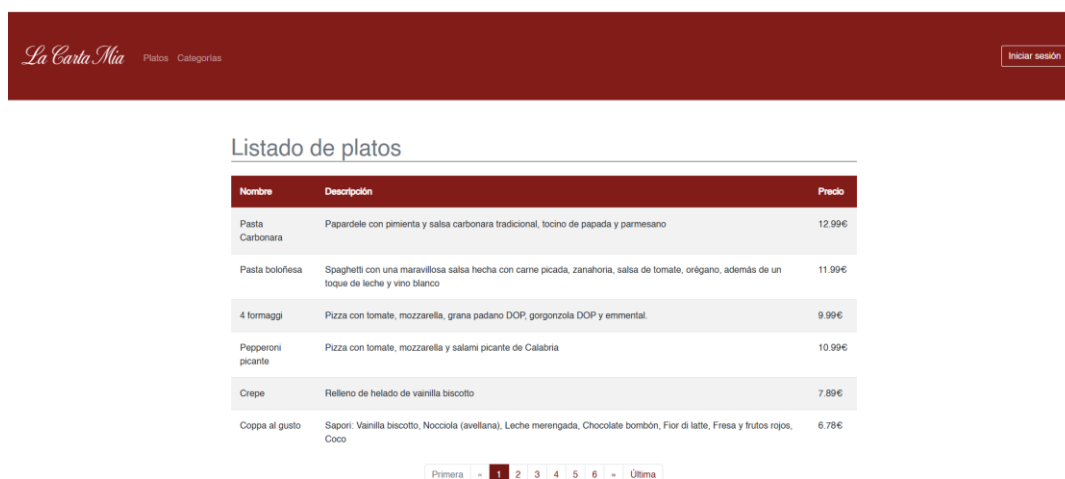 La Carta Mia Platos Categorías Iniciar sesión
Listado de platos
Nombre Descripción Precio
Pasta
Carbonara
Papardele con pimienta y salsa carbonara tradicional, tocino de papada y parmesano 12.99€
Pasta boloñesa Spaghetti con una maravillosa salsa hecha con carne picada, zanahoria, salsa de tomate, orégano, además de un 11.99€
toque de leche y vino blanco
4 formaggi Pizza con tomate, mozzarella, grana padano DOP, gorgonzola DOP y emmental. 9.99€
Pepperoni
picante
Pizza con tomate, mozzarella y salami picante de Calabria 10.99€
Crepe Relleno de helado de vainilla biscotto 7.89€
Coppa al gusto Sapori: Vainilla biscotto, Nocciola (avellana), Leche merengada, Chocolate bombón, Fior di latte, Fresa y frutos rojos, 6.78€
Coco
Primera « 1 2 3 4 5 6 » Última